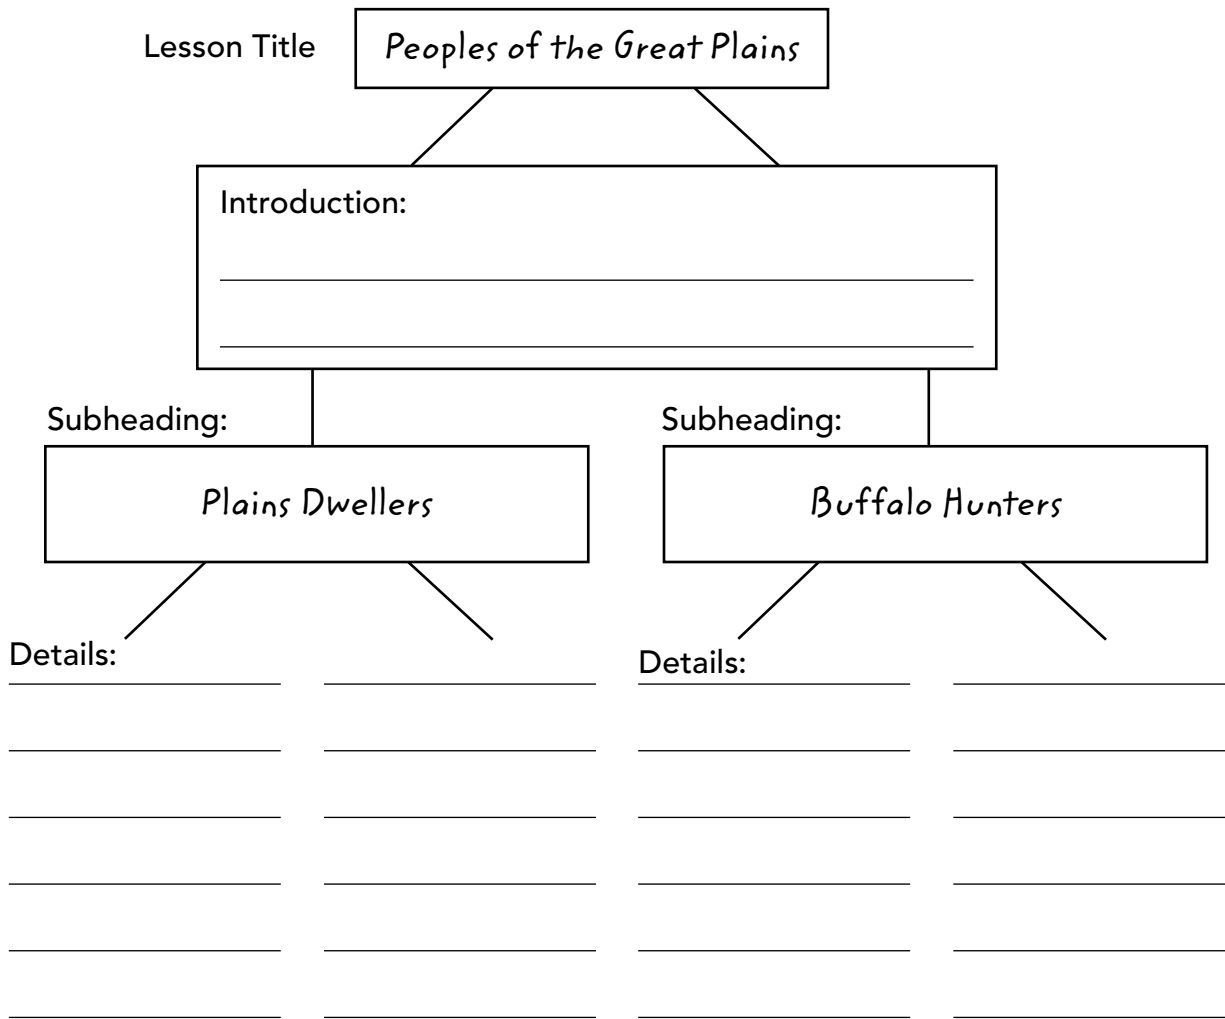 Lesson Title
Peoples of the Great Plains
Introduction:
Subheading:
Plains Dwellers
Subheading:
Buffalo Hunters
Details:
Details: